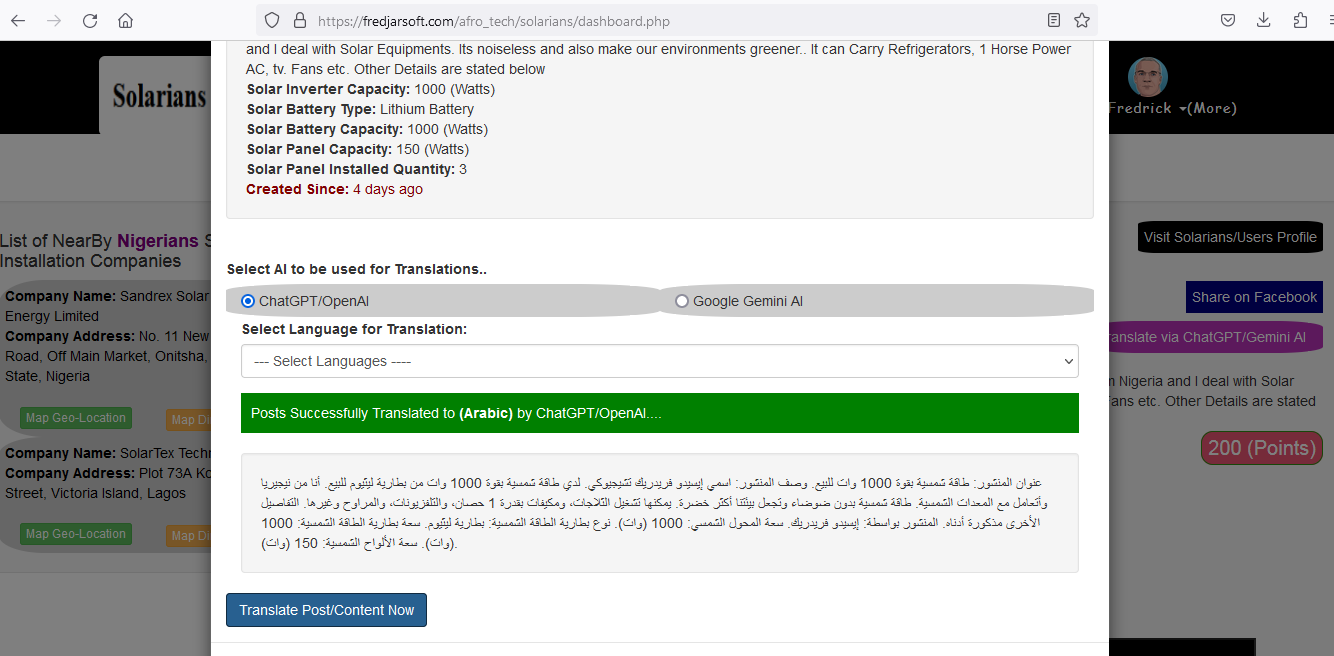 https://fredjarsoft.com/afro_tech/solarians/dashboard.php
Solarians
Fredrick
(More)
and I deal with Solar Equipments. Its noiseless and also make our environments greener.. It can Carry Refrigerators, 1 Horse Power
AC, tv. Fans etc. Other Details are stated below
Solar Inverter Capacity: 1000 (Watts)
Solar Battery Type: Lithium Battery
Solar Battery Capacity: 1000 (Watts)
Solar Panel Capacity: 150 (Watts)
Solar Panel Installed Quantity: 3
Created Since: 4 days ago
List of NearBy Nigerians S
Installation Companies
Company Name: Sandrex Solar
Energy Limited
Company Address: No. 11 New
Road, Off Main Market, Onitsha,
State, Nigeria
Map Geo-Location
Map Di
Company Name: SolarTex Techn
Company Address: Plot 73A Ko
Street, Victoria Island, Lagos
Map Geo-Location
Map Di
Select AI to be used for Translations..
ChatGPT/OpenAI
Google Gemini AI
Select Language for Translation:
--- Select Languages ----
Posts Successfully Translated to (Arabic) by ChatGPT/OpenAI....
عنوان المنشور: طاقة شمسية بقوة 1000 وات للبيع. وصف المنشور: اسمي إيسيدو فريدريك تشيجيوكي. لدي طاقة شمسية بقوة 1000 وات من بطارية ليثيوم للبيع. أنا من نيجيريا
وأتعامل مع المعدات الشمسية. طاقة شمسية بدون ضوضاء وتجعل بيئتنا أكثر خضرة. يمكنها تشغيل الثلاجات، ومكيفات بقدرة 1 حصان، والتلفزيونات، والمراوح وغيرها. التفاصيل
الأخرى مذكورة أدناه. المنشور بواسطة: إيسيدو فريدريك. سعة المحول الشمسي: 1000 (وات). نوع بطارية الطاقة الشمسية: بطارية ليثيوم. سعة بطارية الطاقة الشمسية: 1000
(وات). سعة الألواح الشمسية: 150 (وات).
Translate Post/Content Now
Visit Solarians/Users Profile
Share on Facebook
ranslate via ChatGPT/Gemini AI
m Nigeria and I deal with Solar
Fans etc. Other Details are stated
200 (Points)